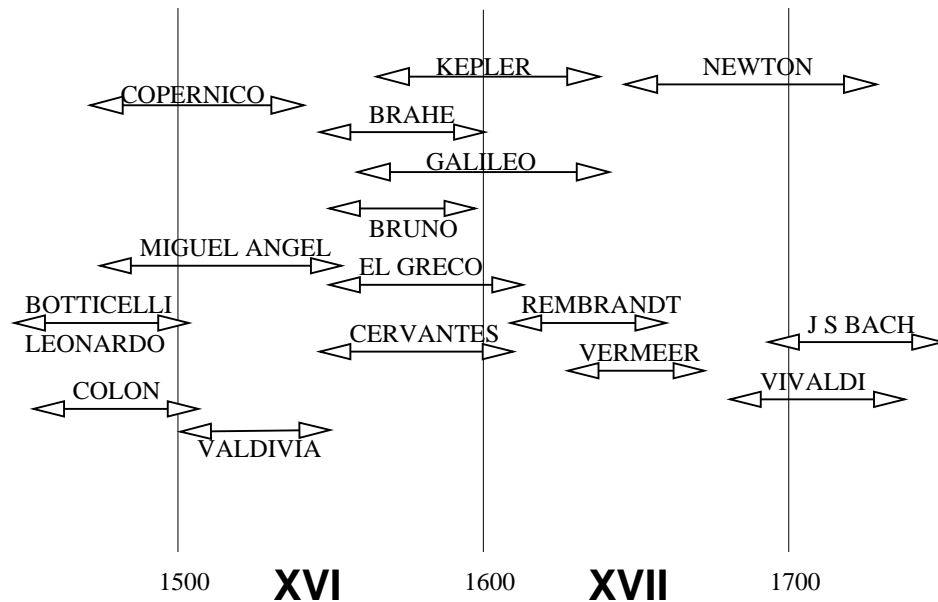 KEPLER
NEWTON
COPERNICO
BRAHE
GALILEO
BRUNO
MIGUEL ANGEL
EL GRECO
BOTTICELLI
REMBRANDT
LEONARDO
J S BACH
CERVANTES
VERMEER
COLON
VIVALDI
VALDIVIA
1500 XVI 1600 XVII 1700